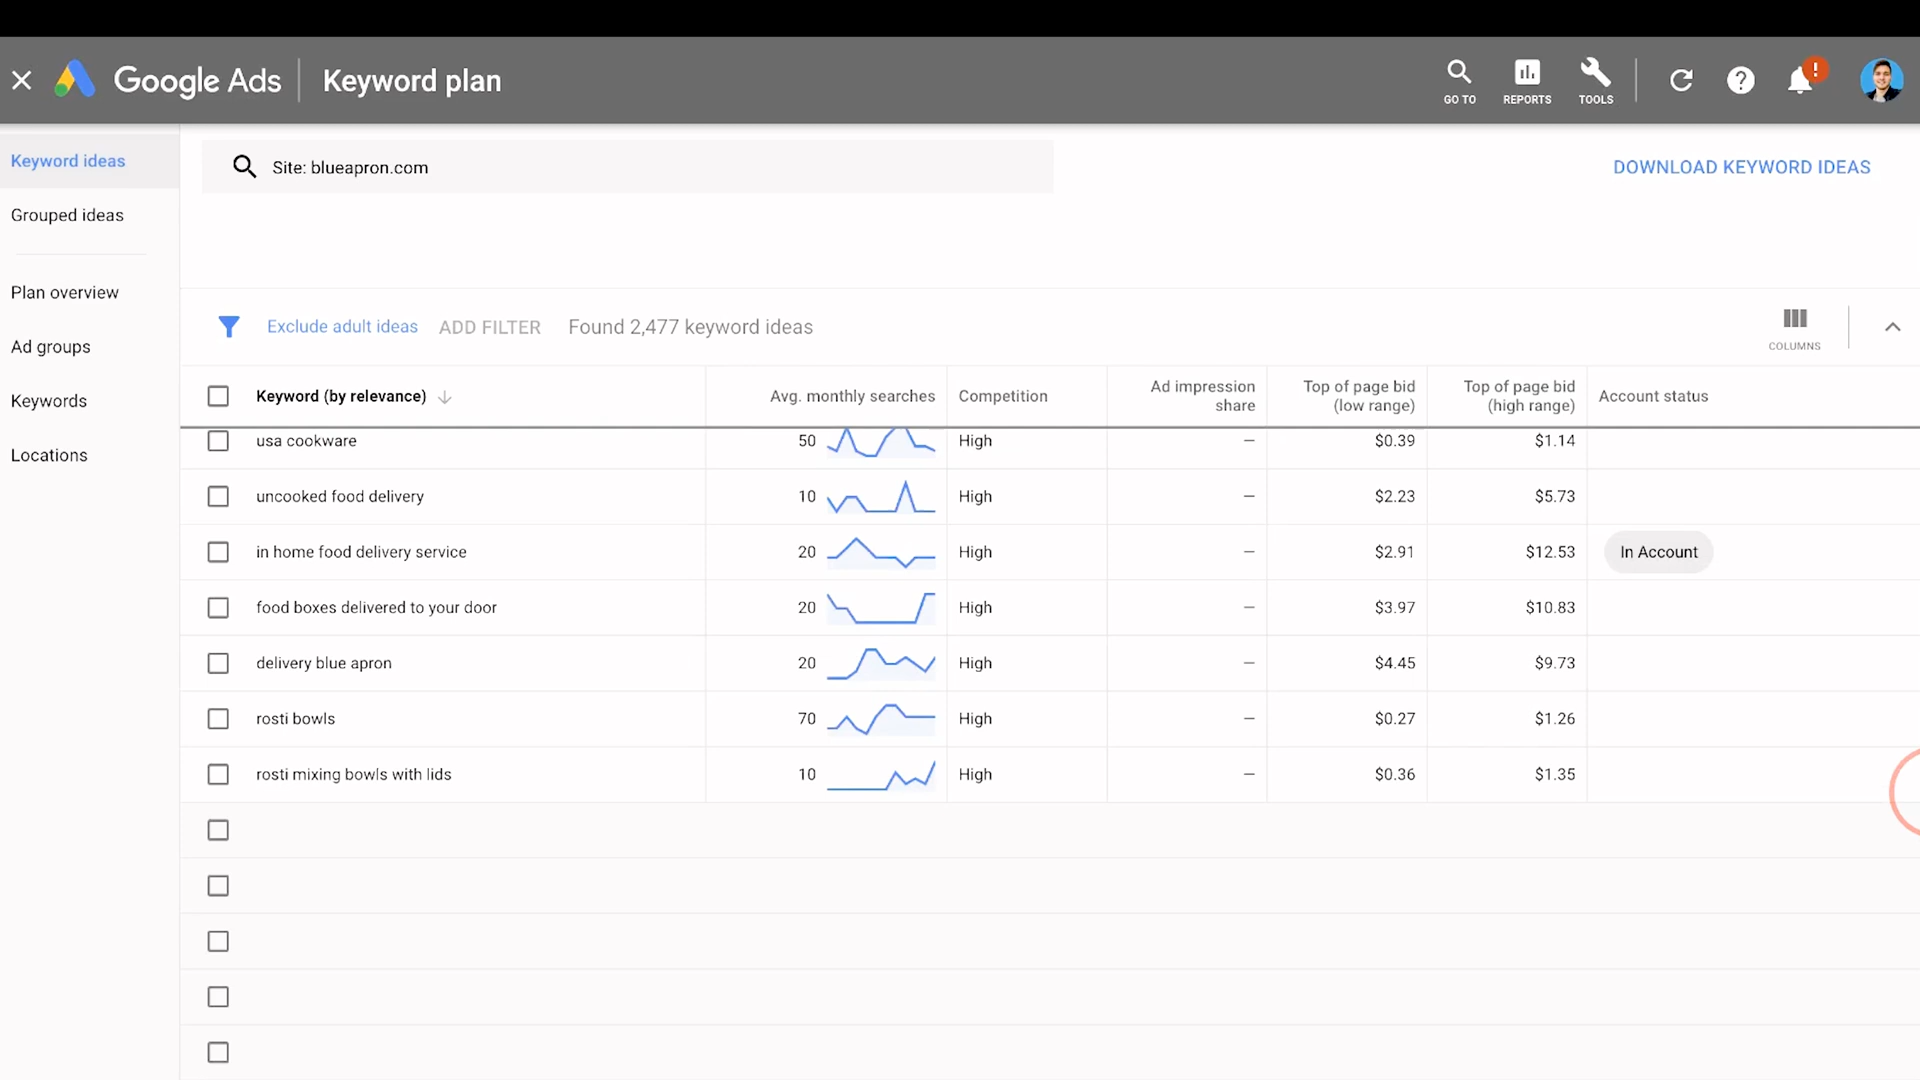 Google Ads Keyword plan
GO TO REPORTS TOOLS ? !
Keyword ideas
Grouped ideas
Plan overview
Ad groups
Keywords
Locations
Site: blueapron.com
DOWNLOAD KEYWORD IDEAS
Exclude adult ideas ADD FILTER Found 2,477 keyword ideas
COLUMNS
Keyword (by relevance) Avg. monthly searches Competition Ad impression share Top of page bid (low range) Top of page bid (high range) Account status
usa cookware 50 High – $0.39 $1.14
uncooked food delivery 10 High – $2.23 $5.73
in home food delivery service 20 High – $2.91 $12.53 In Account
food boxes delivered to your door 20 High – $3.97 $10.83
delivery blue apron 20 High – $4.45 $9.73
rosti bowls 70 High – $0.27 $1.26
rosti mixing bowls with lids 10 High – $0.36 $1.35